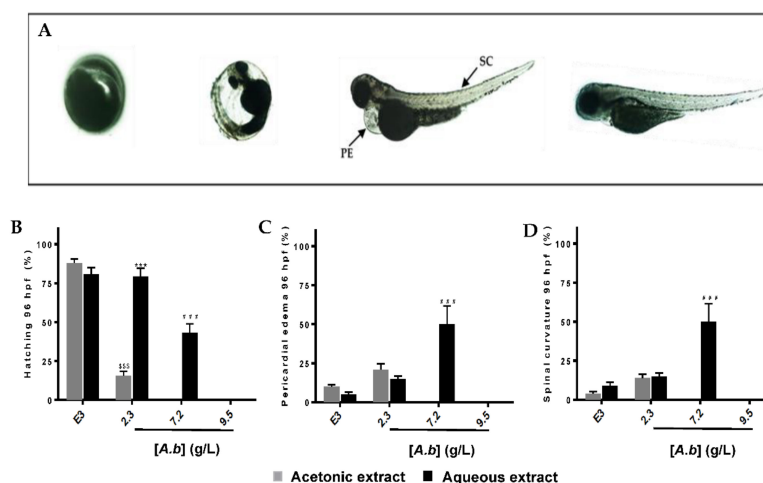 A
SC
PE
B
Hatching 96 hpf (%)
100
75
50
25
0
$$$
***
###
E3
2.3
7.2
9.5
[A.b] (g/L)
C
Pericardial edema 96 hpf (%)
100
75
50
25
0
E3
2.3
7.2
9.5
[A.b] (g/L)
D
Spinal curvature 96 hpf (%)
100
75
50
25
0
E3
2.3
7.2
9.5
[A.b] (g/L)
Acetonic extract
Aqueous extract